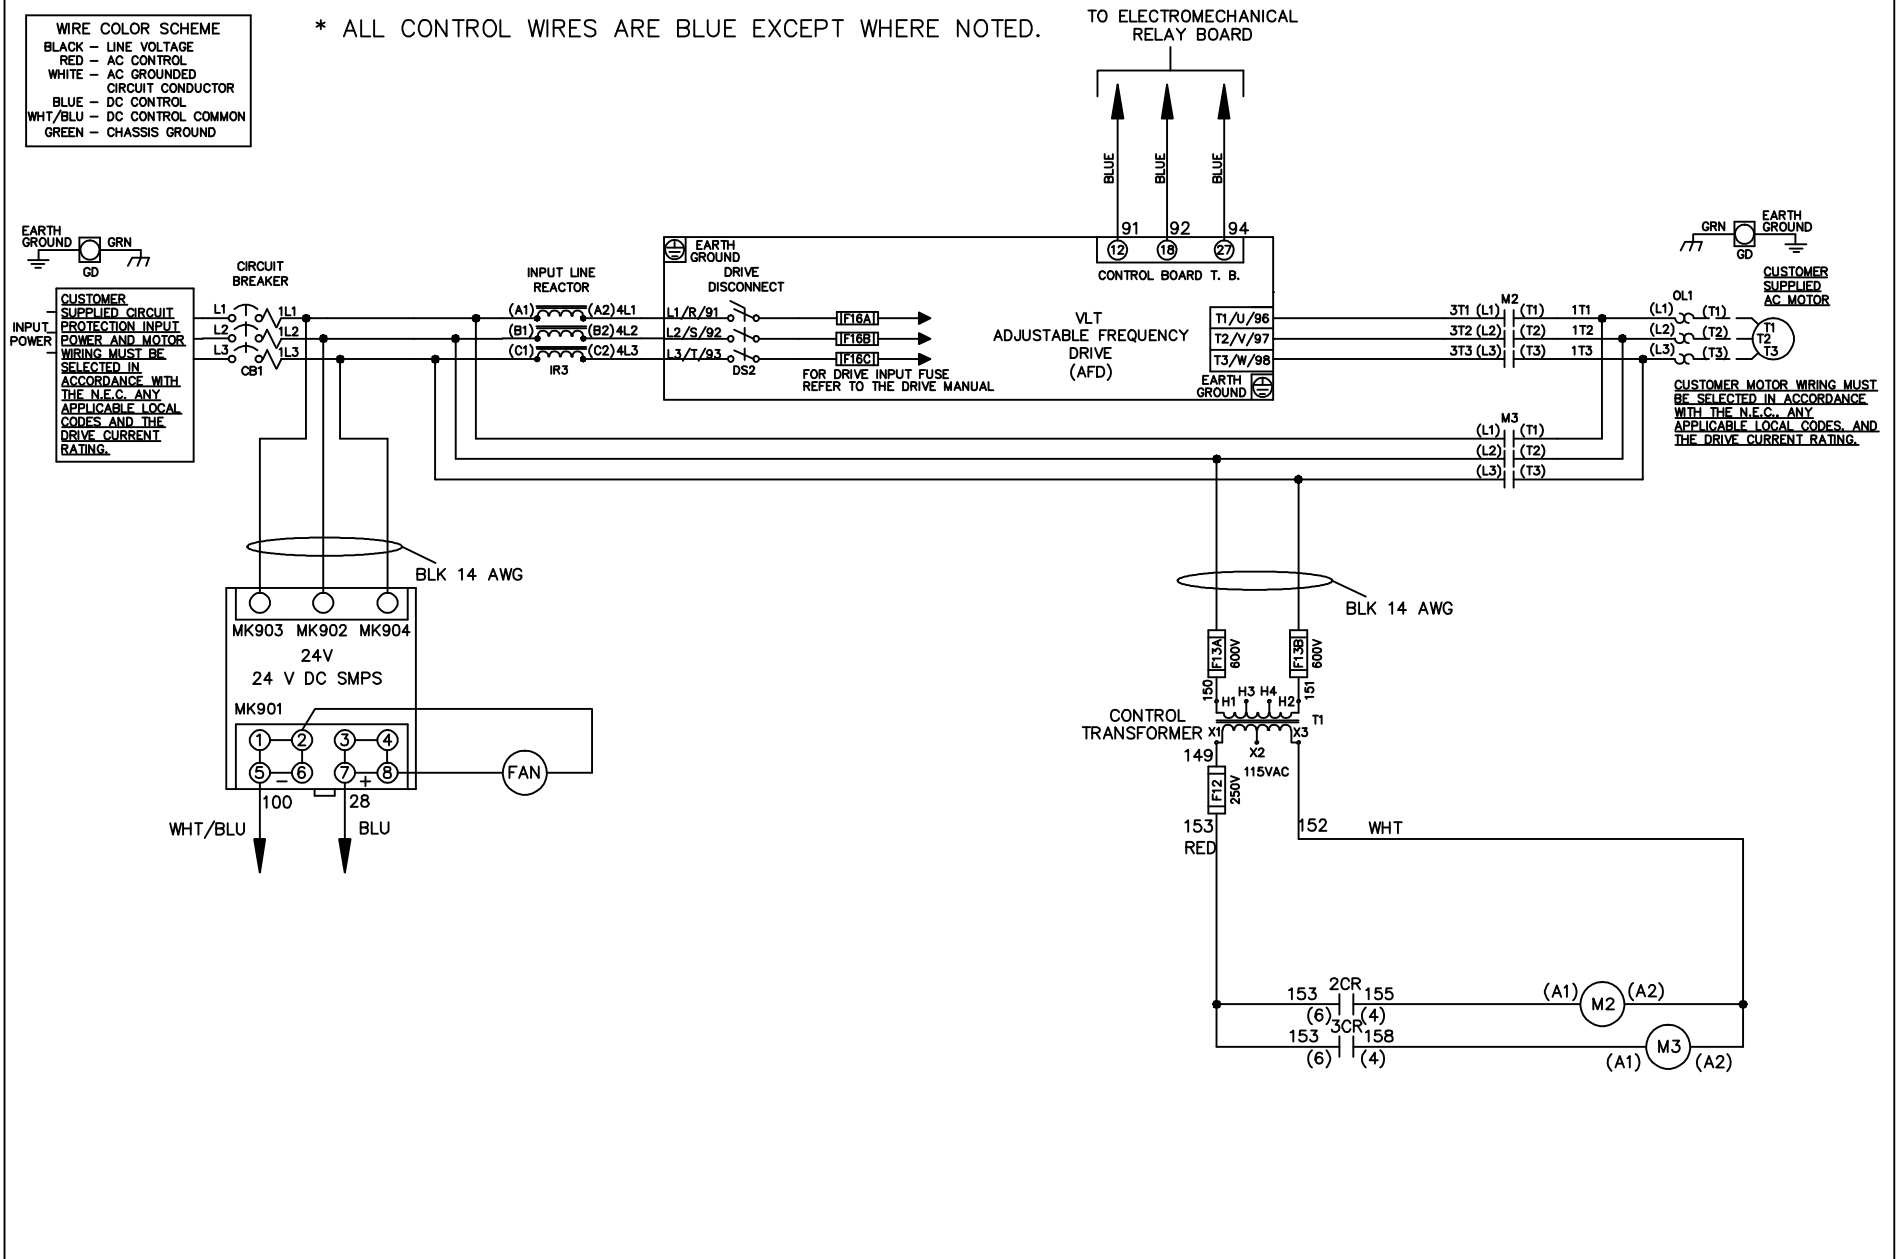 WIRE COLOR SCHEME
BLACK – LINE VOLTAGE
RED – AC CONTROL
WHITE – AC GROUNDED
CIRCUIT CONDUCTOR
BLUE – DC CONTROL
WHT/BLU – DC CONTROL COMMON
GREEN – CHASSIS GROUND
* ALL CONTROL WIRES ARE BLUE EXCEPT WHERE NOTED.
TO ELECTROMECHANICAL
RELAY BOARD
BLUE
BLUE
BLUE
91 92 94
12 18 27
CONTROL BOARD T. B.
EARTH
GROUND
GRN
GD
CUSTOMER
SUPPLIED CIRCUIT
PROTECTION INPUT
POWER AND MOTOR
WIRING MUST BE
SELECTED IN
ACCORDANCE WITH
THE N.E.C. ANY
APPLICABLE LOCAL
CODES AND THE
DRIVE CURRENT
RATING.
INPUT
POWER
CIRCUIT
BREAKER
L1 1L1
L2 1L2
L3 1L3
CB1
INPUT LINE
REACTOR
(A1) (A2) 4L1
(B1) (B2) 4L2
(C1) (C2) 4L3
IR3
EARTH
GROUND
DRIVE
DISCONNECT
L1/R/91
L2/S/92
L3/T/93
DS2
F16A
F16B
F16C
FOR DRIVE INPUT FUSE
REFER TO THE DRIVE MANUAL
VLT
ADJUSTABLE FREQUENCY
DRIVE
(AFD)
T1/U/96
T2/V/97
T3/W/98
EARTH
GROUND
M2
3T1 (L1) (T1) 1T1
3T2 (L2) (T2) 1T2
3T3 (L3) (T3) 1T3
M3
(L1) (T1)
(L2) (T2)
(L3) (T3)
OL1
(L1) (T1)
(L2) (T2)
(L3) (T3)
T1
T2
T3
GRN
GD
EARTH
GROUND
CUSTOMER
SUPPLIED
AC MOTOR
CUSTOMER MOTOR WIRING MUST
BE SELECTED IN ACCORDANCE
WITH THE N.E.C., ANY
APPLICABLE LOCAL CODES, AND
THE DRIVE CURRENT RATING.
BLK 14 AWG
MK903 MK902 MK904
24V
24 V DC SMPS
MK901
1 2 3 4
5 – 6 7 + 8
FAN
100 28
WHT/BLU BLU
BLK 14 AWG
F13A 600V
F13B 600V
150 151
H1 H3 H4 H2
CONTROL
TRANSFORMER
T1
X1 X3
X2
149
115VAC
F12 250V
153
RED
152
WHT
2CR
153 155
(6) (4)
(A1) M2 (A2)
3CR
153 158
(6) (4)
(A1) M3 (A2)